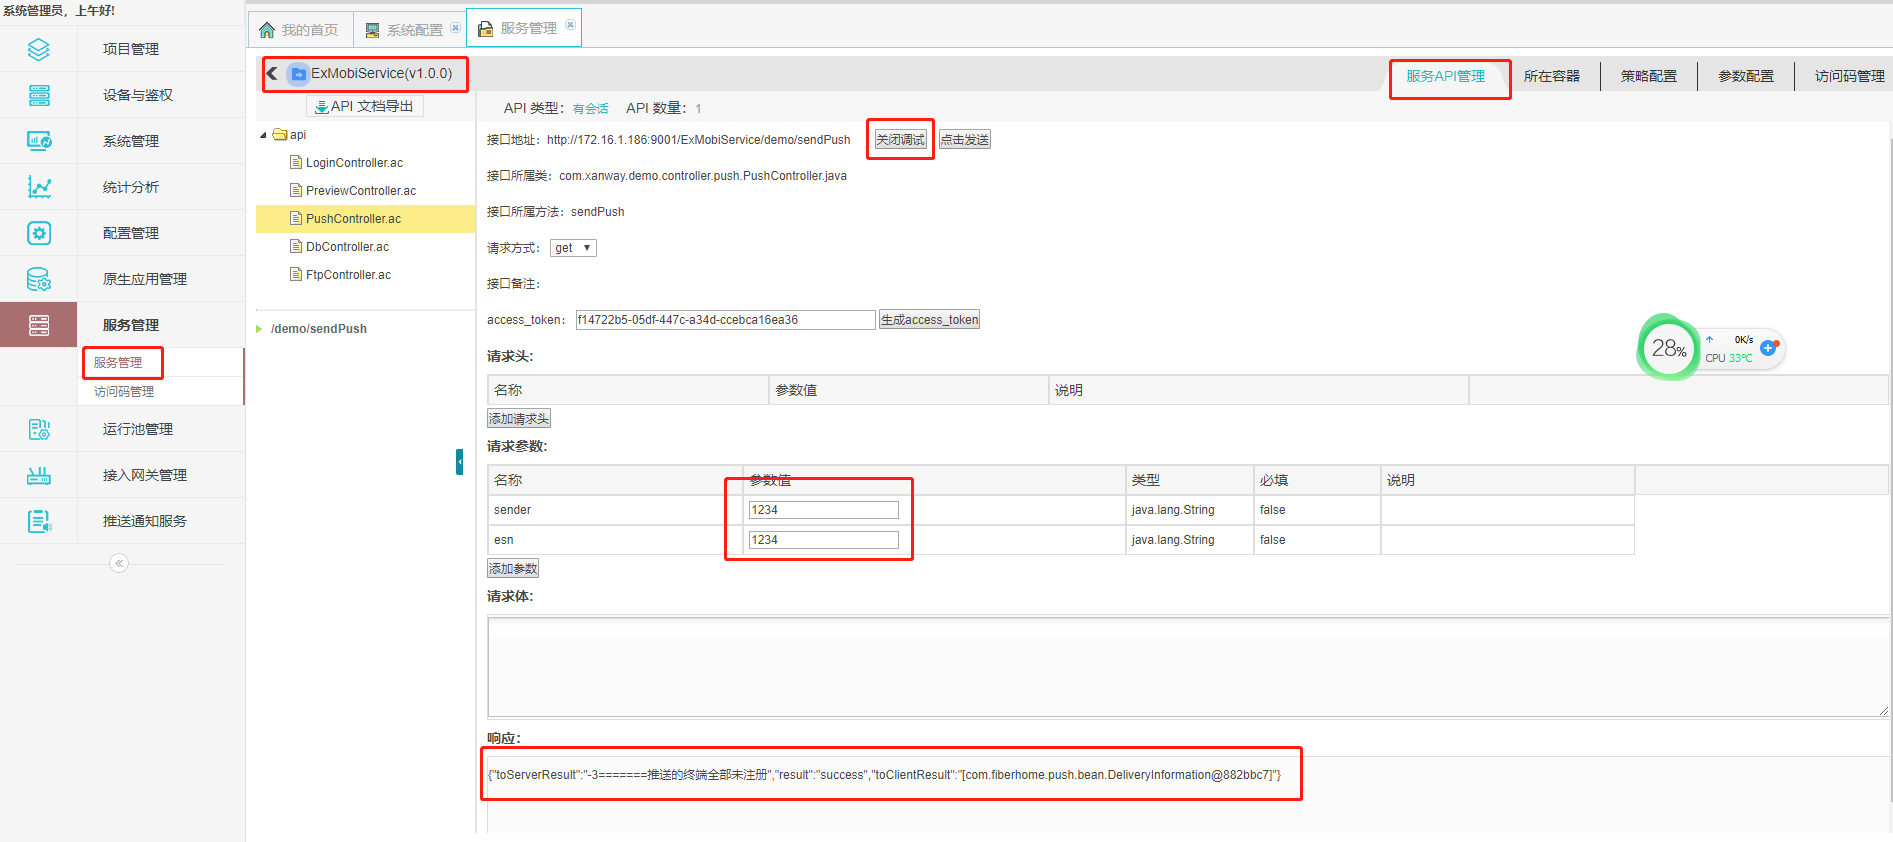 系统管理员，上午好!
项目管理
设备与鉴权
系统管理
统计分析
配置管理
原生应用管理
服务管理
服务管理
访问码管理
运行池管理
接入网关管理
推送通知服务
我的首页
系统配置
服务管理
ExMobiService(v1.0.0)
服务API管理
所在容器
策略配置
参数配置
访问码管理
API 文档导出
api
LoginController.ac
PreviewController.ac
PushController.ac
DbController.ac
FtpController.ac
/demo/sendPush
API 类型: 有会话 API 数量: 1
接口地址: http://172.16.1.186:9001/ExMobiService/demo/sendPush 关闭调试 点击发送
接口所属类: com.xanway.demo.controller.push.PushController.java
接口所属方法: sendPush
请求方式: get
接口备注:
access_token: f14722b5-05df-447c-a34d-ccebca16ea36 生成access_token
请求头:
名称 参数值 说明
添加请求头
请求参数:
名称 参数值 类型 必填 说明
sender 1234 java.lang.String false
esn 1234 java.lang.String false
添加参数
请求体:
响应:
{"toServerResult":"-3=======推送的终端全部未注册","result":"success","toClientResult":"[com.fiberhome.push.bean.DeliveryInformation@882bbc7]"}
28%
0K/s
CPU 33℃